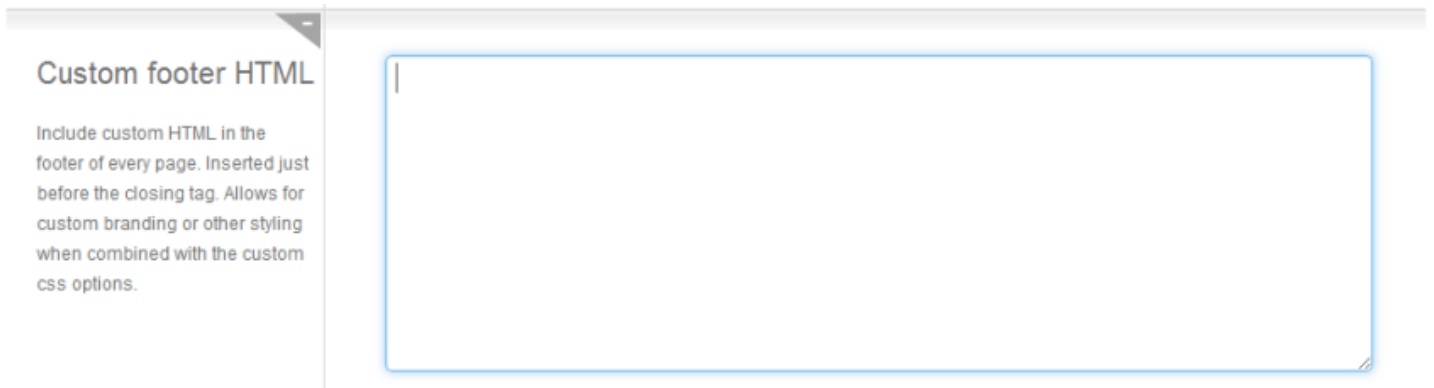 Custom footer HTML
Include custom HTML in the
footer of every page. Inserted just
before the closing tag. Allows for
custom branding or other styling
when combined with the custom
css options.